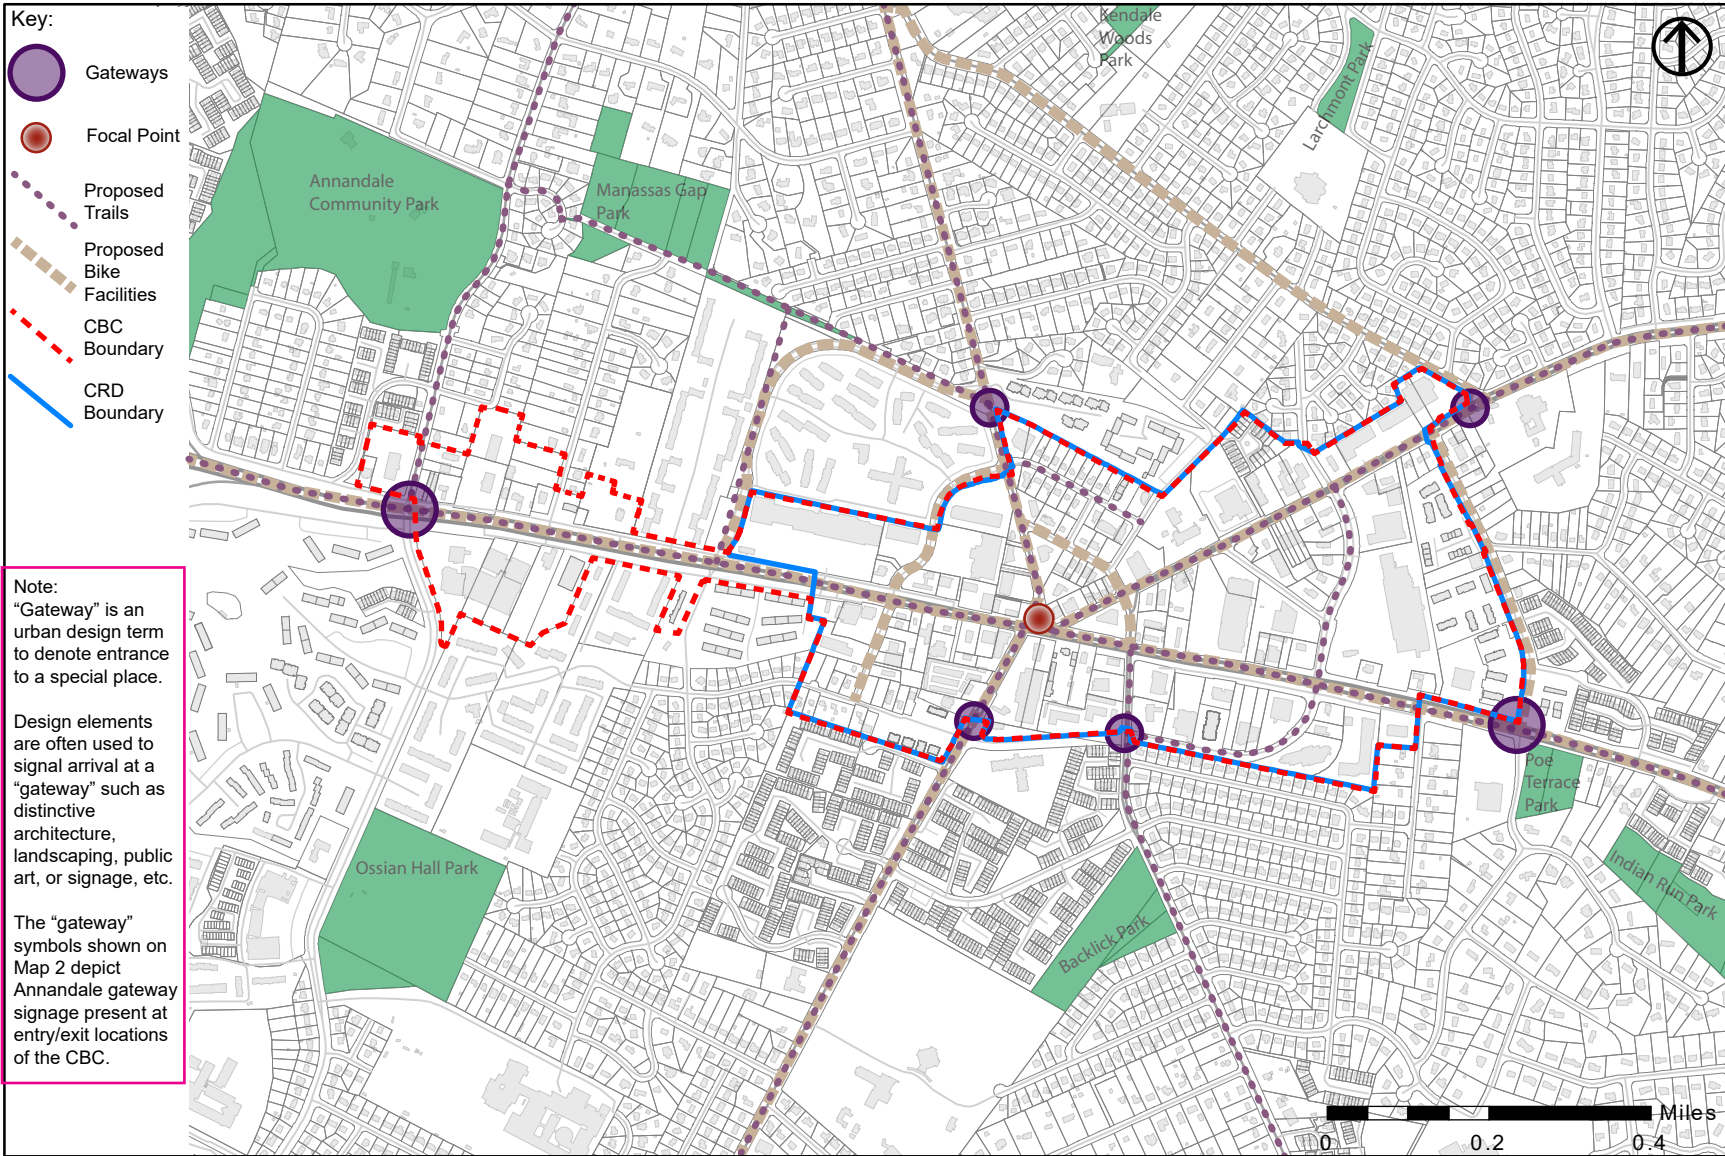 Key:
Gateways
Focal Point
Proposed
Trails
Proposed
Bike
Facilities
CBC
Boundary
CRD
Boundary
Note:
“Gateway” is an
urban design term
to denote entrance
to a special place.
Design elements
are often used to
signal arrival at a
“gateway” such as
distinctive
architecture,
landscaping, public
art, or signage, etc.
The “gateway”
symbols shown on
Map 2 depict
Annandale gateway
signage present at
entry/exit locations
of the CBC.
Kendale
Woods
Park
Larchmont Park
Annandale
Community Park
Manassas Gap
Park
Poe
Terrace
Park
Indian Run Park
Ossian Hall Park
Backlick Park
Miles
0 0.2 0.4